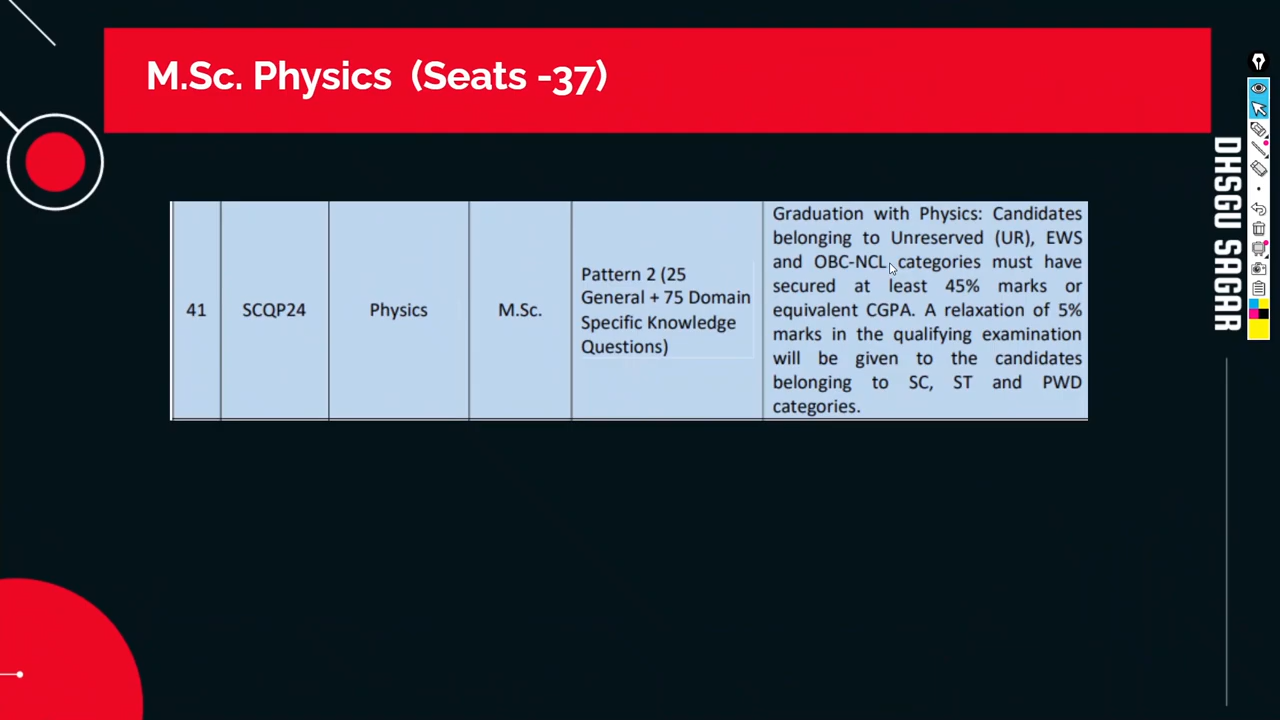 M.Sc. Physics (Seats -37)
41
SCQP24
Physics
M.Sc.
Pattern 2 (25
General + 75 Domain
Specific Knowledge
Questions)
Graduation with Physics: Candidates
belonging to Unreserved (UR), EWS
and OBC-NCL categories must have
secured at least 45% marks or
equivalent CGPA. A relaxation of 5%
marks in the qualifying examination
will be given to the candidates
belonging to SC, ST and PWD
categories.
DHSGU SAGAR